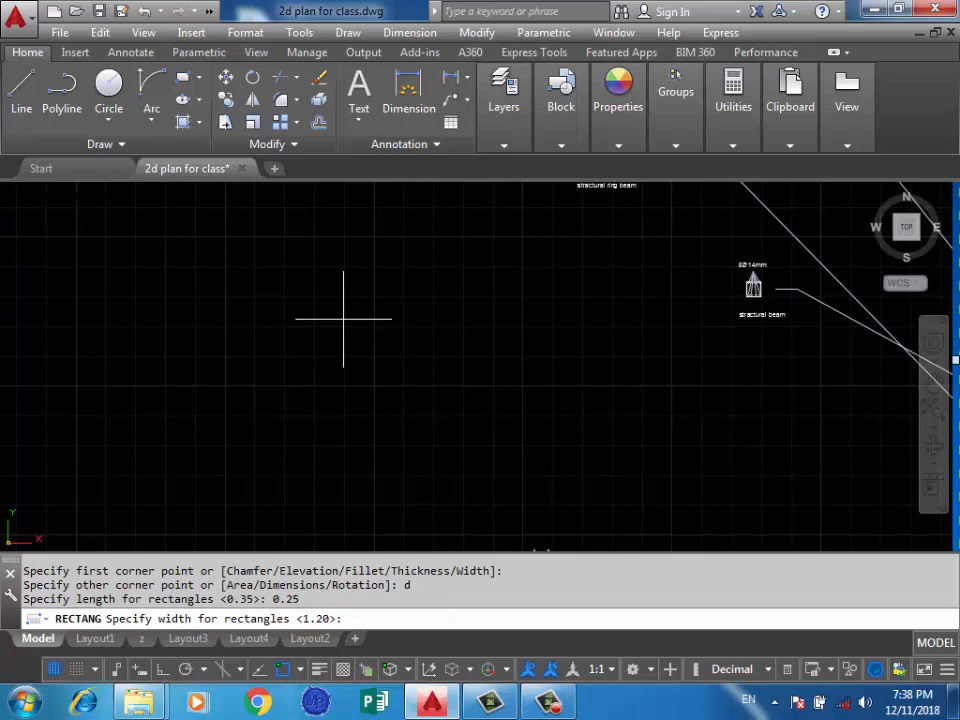 2d plan for class.dwg
Type a keyword or phrase
Sign In
File Edit View Insert Format Tools Draw Dimension Modify Parametric Window Help Express
Home Insert Annotate Parametric View Manage Output Add-ins A360 Express Tools Featured Apps BIM 360 Performance
Line Polyline Circle Arc Text Dimension Layers Block Properties Groups Utilities Clipboard View
Draw Modify Annotation
Start 2d plan for class*
stractural ring beam
N
W TOP E
S
WCS
8Ø14mm
stractural beam
Y
X
Specify first corner point or [Chamfer/Elevation/Fillet/Thickness/Width]:
Specify other corner point or [Area/Dimensions/Rotation]: d
Specify length for rectangles <0.35>: 0.25
RECTANG Specify width for rectangles <1.20>:
Model Layout1 z Layout3 Layout4 Layout2 MODEL
1:1 Decimal
EN
7:38 PM
12/11/2018